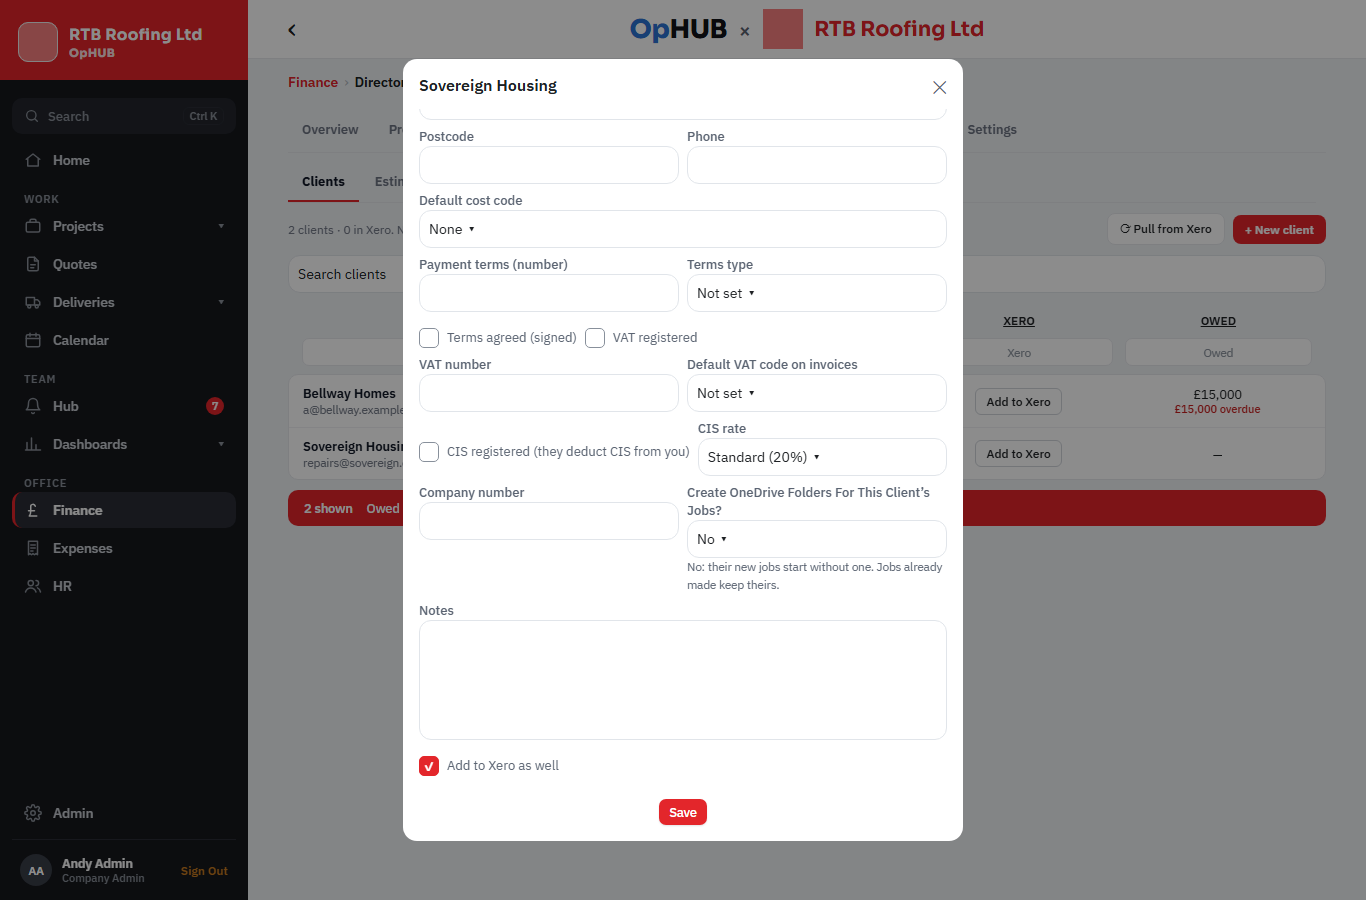 RTB Roofing Ltd
OpHUB
Search
Ctrl K
Home
WORK
Projects
Quotes
Deliveries
Calendar
TEAM
Hub
7
Dashboards
OFFICE
Finance
Expenses
HR
Admin
AA
Andy Admin
Company Admin
Sign Out
OpHUB × RTB Roofing Ltd
Finance ›
Overview
Settings
Clients
2 clients · 0 in Xero.
Pull from Xero
+ New client
Search clients
XERO
OWED
Xero
Owed
Bellway Homes
Add to Xero
£15,000
£15,000 overdue
Add to Xero
—
2 shown
Owed
Sovereign Housing
Postcode
Phone
Default cost code
None
Payment terms (number)
Terms type
Not set
Terms agreed (signed)
VAT registered
VAT number
Default VAT code on invoices
Not set
CIS registered (they deduct CIS from you)
CIS rate
Standard (20%)
Company number
Create OneDrive Folders For This Client’s
Jobs?
No
No: their new jobs start without one. Jobs already
made keep theirs.
Notes
Add to Xero as well
Save